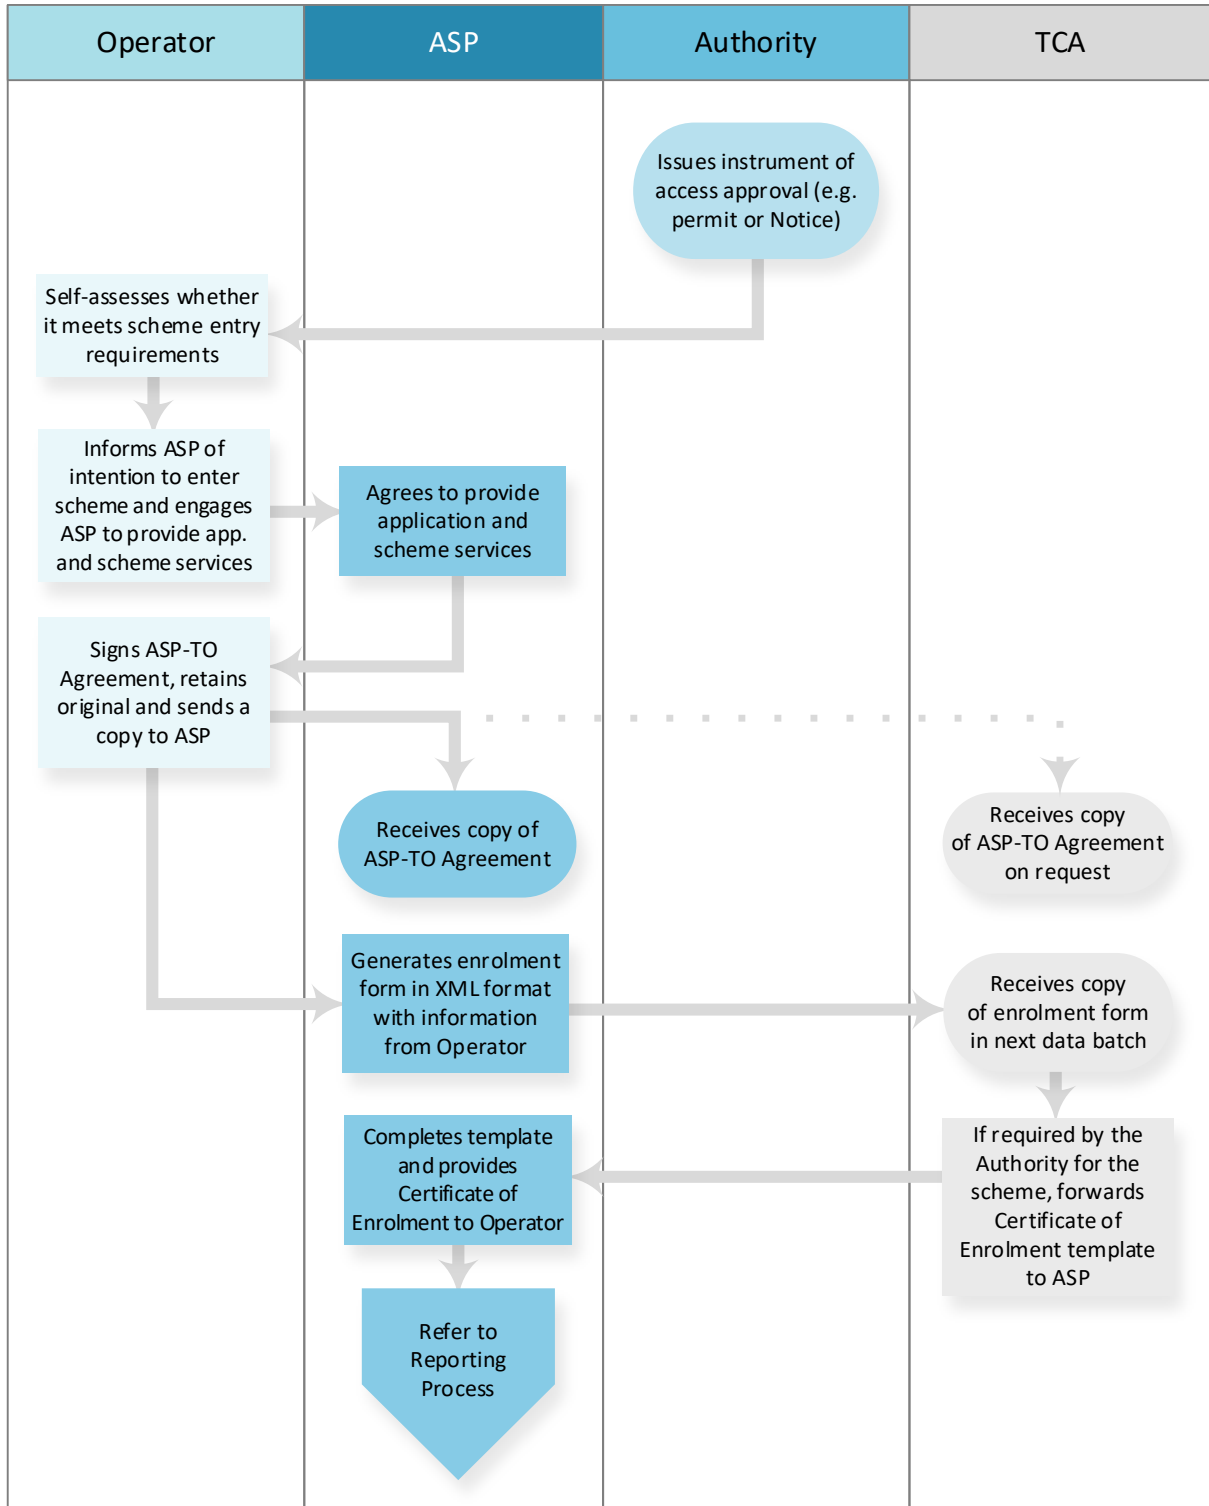 Operator
ASP
Authority
TCA
Issues instrument of
access approval (e.g.
permit or Notice)
Self-assesses whether
it meets scheme entry
requirements
Informs ASP of
intention to enter
scheme and engages
ASP to provide app.
and scheme services
Agrees to provide
application and
scheme services
Signs ASP-TO
Agreement, retains
original and sends a
copy to ASP
Receives copy of
ASP-TO Agreement
Receives copy
of ASP-TO Agreement
on request
Generates enrolment
form in XML format
with information
from Operator
Receives copy
of enrolment form
in next data batch
If required by the
Authority for the
scheme, forwards
Certificate of
Enrolment template
to ASP
Completes template
and provides
Certificate of
Enrolment to Operator
Refer to
Reporting
Process